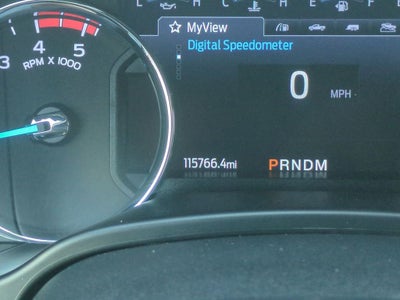 L C H E F
MyView
Digital Speedometer
3 4 5
RPM X 1000
0 MPH
115766.4mi PRNDM